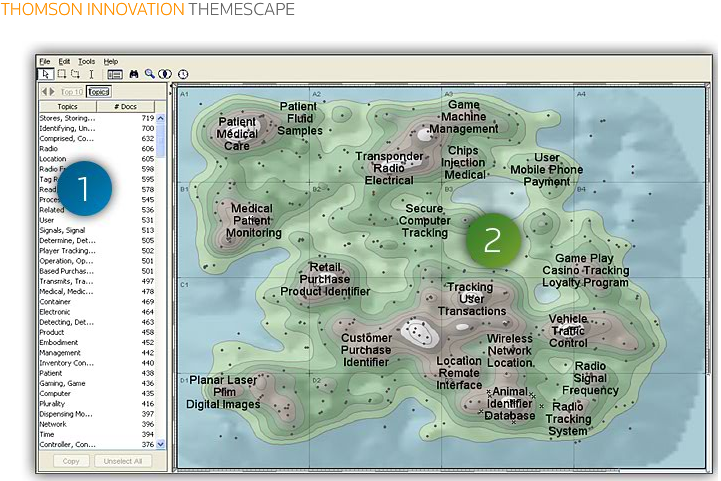 THOMSON INNOVATION THEMESCAPE
File Edit Tools Help
Top 10 Topics
Topics # Docs
Stores, Storing... 719
Identifying, Un... 700
Comprised, Co... 632
Radio 606
Location 605
Radio F 598
Tag R 595
Read 578
Proces 545
Related 536
User 531
Signals, Signal 513
Determine, Det... 505
Player Tracking... 502
Operation, Op... 501
Based Purchas... 501
Transmits, Tra... 497
Medical, Medic... 478
Container 469
Electronic 464
Detecting, Det... 463
Product 458
Embodiment 452
Management 442
Inventory Con... 440
Patient 438
Gaming, Game 436
Computer 435
Plurality 416
Dispensing Mo... 397
Network 396
Time 394
Controller, Con... 376
Copy Unselect All
1
A1 A2 A3 A4
Patient
Medical
Care
Patient
Fluid
Samples
Game
Machine
Management
Transponder
Radio
Electrical
Chips
Injection
Medical
User
Mobile Phone
Payment
B1 B2 B3 B4
Medical
Patient
Monitoring
Secure
Computer
Tracking
2
Game Play
Casino Tracking
Loyalty Program
C1 C3
Retail
Purchase
Product Identifier
Tracking
User
Transactions
Vehicle
Traffic
Control
Customer
Purchase
Identifier
Wireless
Network
Location
Location
Remote
Interface
Radio
Signal
Frequency
D1 D2
Planar Laser
Film
Digital Images
Animal
Identifier
Database
Radio
Tracking
System